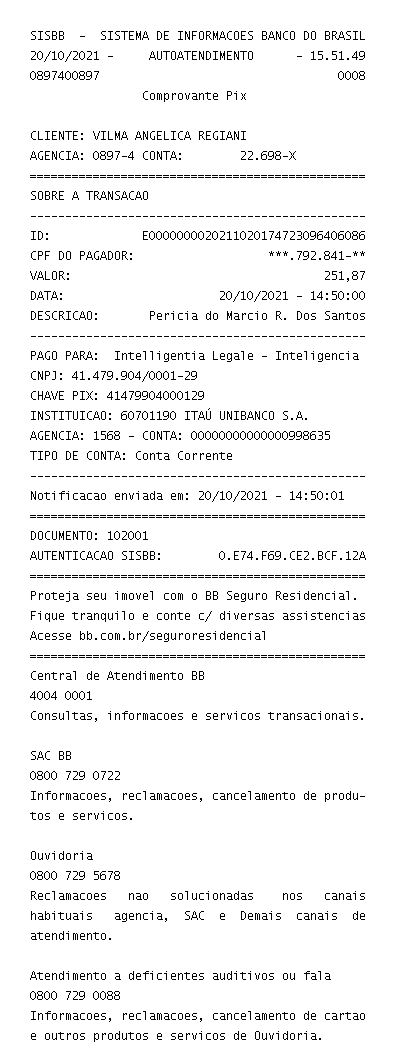 SISBB - SISTEMA DE INFORMACOES BANCO DO BRASIL
20/10/2021 - AUTOATENDIMENTO - 15.51.49
0897400897 0008
Comprovante Pix
CLIENTE: VILMA ANGELICA REGIANI
AGENCIA: 0897-4 CONTA: 22.698-X
================================================
SOBRE A TRANSACAO
------------------------------------------------
ID: E0000000020211020174723096406086
CPF DO PAGADOR: ***.792.841-**
VALOR: 251,87
DATA: 20/10/2021 - 14:50:00
DESCRICAO: Pericia do Marcio R. Dos Santos
------------------------------------------------
PAGO PARA: Intelligentia Legale - Inteligencia
CNPJ: 41.479.904/0001-29
CHAVE PIX: 41479904000129
INSTITUICAO: 60701190 ITAÚ UNIBANCO S.A.
AGENCIA: 1568 - CONTA: 00000000000000998635
TIPO DE CONTA: Conta Corrente
------------------------------------------------
Notificacao enviada em: 20/10/2021 - 14:50:01
================================================
DOCUMENTO: 102001
AUTENTICACAO SISBB: 0.E74.F69.CE2.BCF.12A
================================================
Proteja seu imovel com o BB Seguro Residencial.
Fique tranquilo e conte c/ diversas assistencias
Acesse bb.com.br/seguroresidencial
================================================
Central de Atendimento BB
4004 0001
Consultas, informacoes e servicos transacionais.
SAC BB
0800 729 0722
Informacoes, reclamacoes, cancelamento de produ-
tos e servicos.
Ouvidoria
0800 729 5678
Reclamacoes nao solucionadas nos canais
habituais agencia, SAC e Demais canais de
atendimento.
Atendimento a deficientes auditivos ou fala
0800 729 0088
Informacoes, reclamacoes, cancelamento de cartao
e outros produtos e servicos de Ouvidoria.